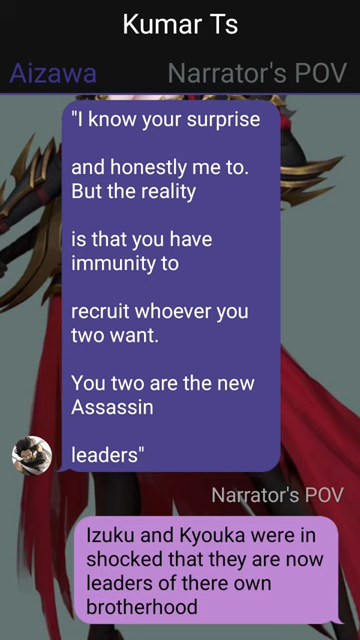 Kumar Ts
Aizawa
Narrator's POV
"I know your surprise
and honestly me to.
But the reality
is that you have
immunity to
recruit whoever you
two want.
You two are the new
Assassin
leaders"
Narrator's POV
Izuku and Kyouka were in
shocked that they are now
leaders of there own
brotherhood